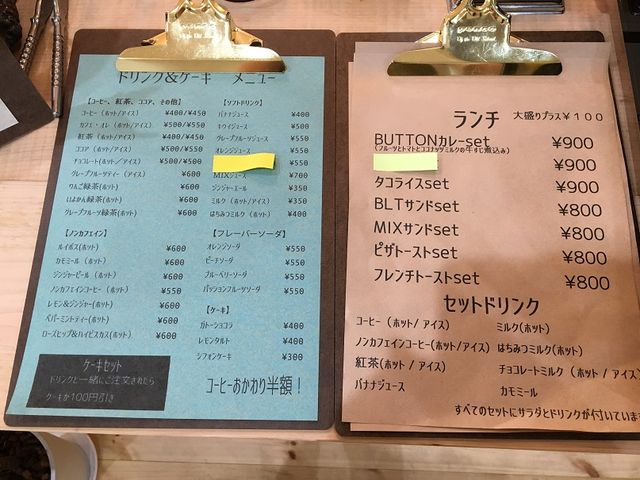 ドリンク&ケーキ メニュー
【コーヒー、紅茶、ココア、その他】
コーヒー (ホット/アイス) ¥400/¥450
カフェ・オレ (ホット/アイス) ¥500/¥550
紅茶 (ホット/アイス) ¥400/¥450
ココア (ホット/アイス) ¥500/¥550
チョコレート(ホット/アイス) ¥500/¥500
グレープフルーツティー (アイス) ¥600
りんご緑茶(ホット) ¥600
いよかん緑茶(ホット) ¥600
グレープフルーツ緑茶(ホット) ¥600
【ノンカフェイン】
ルイボス(ホット) ¥600
カモミール (ホット) ¥600
ジンジャーピール (ホット) ¥600
ノンカフェインコーヒー (ホット) ¥550
レモン&ジンジャー(ホット) ¥600
ペパーミントティー(ホット) ¥600
ローズヒップ&ハイビスカス(ホット) ¥600
ケーキセット
ドリンクと一緒にご注文されたら
ケーキが100円引き
【ソフトドリンク】
バナナジュース ¥400
キウイジュース ¥500
グレープフルーツジュース ¥550
オレンジジュース ¥550
¥550
MIXジュース ¥700
ジンジャーエール ¥350
ミルク (ホット/アイス) ¥350
はちみつミルク (ホット) ¥400
【フレーバーソーダ】
オレンジソーダ ¥550
ピーチソーダ ¥550
ブルーベリーソーダ ¥550
パッションフルーツソーダ ¥550
【ケーキ】
ガトーショコラ ¥400
レモンタルト ¥400
シフォンケーキ ¥300
コーヒーおかわり半額!
ランチ 大盛りプラス¥100
BUTTONカレーset ¥900
(フルーツとトマトとココナッツミルクの牛すじ煮込み)
¥900
タコライスset ¥900
BLTサンドset ¥800
MIXサンドset ¥800
ピザトーストset ¥800
フレンチトーストset ¥800
セットドリンク
コーヒー (ホット/アイス)
ノンカフェインコーヒー(ホット/アイス)
紅茶(ホット / アイス)
バナナジュース
ミルク(ホット)
はちみつミルク(ホット)
チョコレートミルク (ホット / アイス)
カモミール
すべてのセットにサラダとドリンクが付いていま